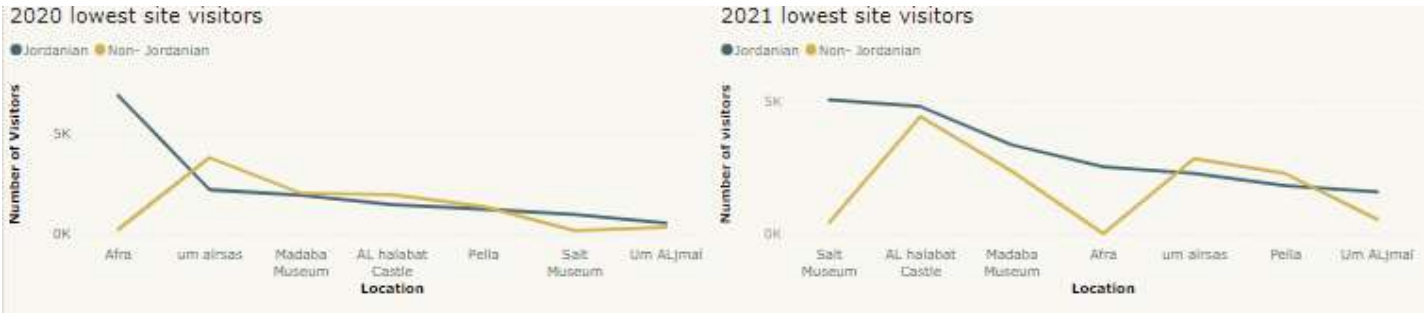 2020 lowest site visitors
Jordanian Non- Jordanian
Number of Visitors
5K
0K
Afra
um alrsas
Madaba
Museum
AL halabat
Castle
Pella
Salt
Museum
Um ALjmal
Location
2021 lowest site visitors
Jordanian Non- Jordanian
Number of visitors
5K
0K
Salt
Museum
AL halabat
Castle
Madaba
Museum
Afra
um alrsas
Pella
Um ALjmal
Location